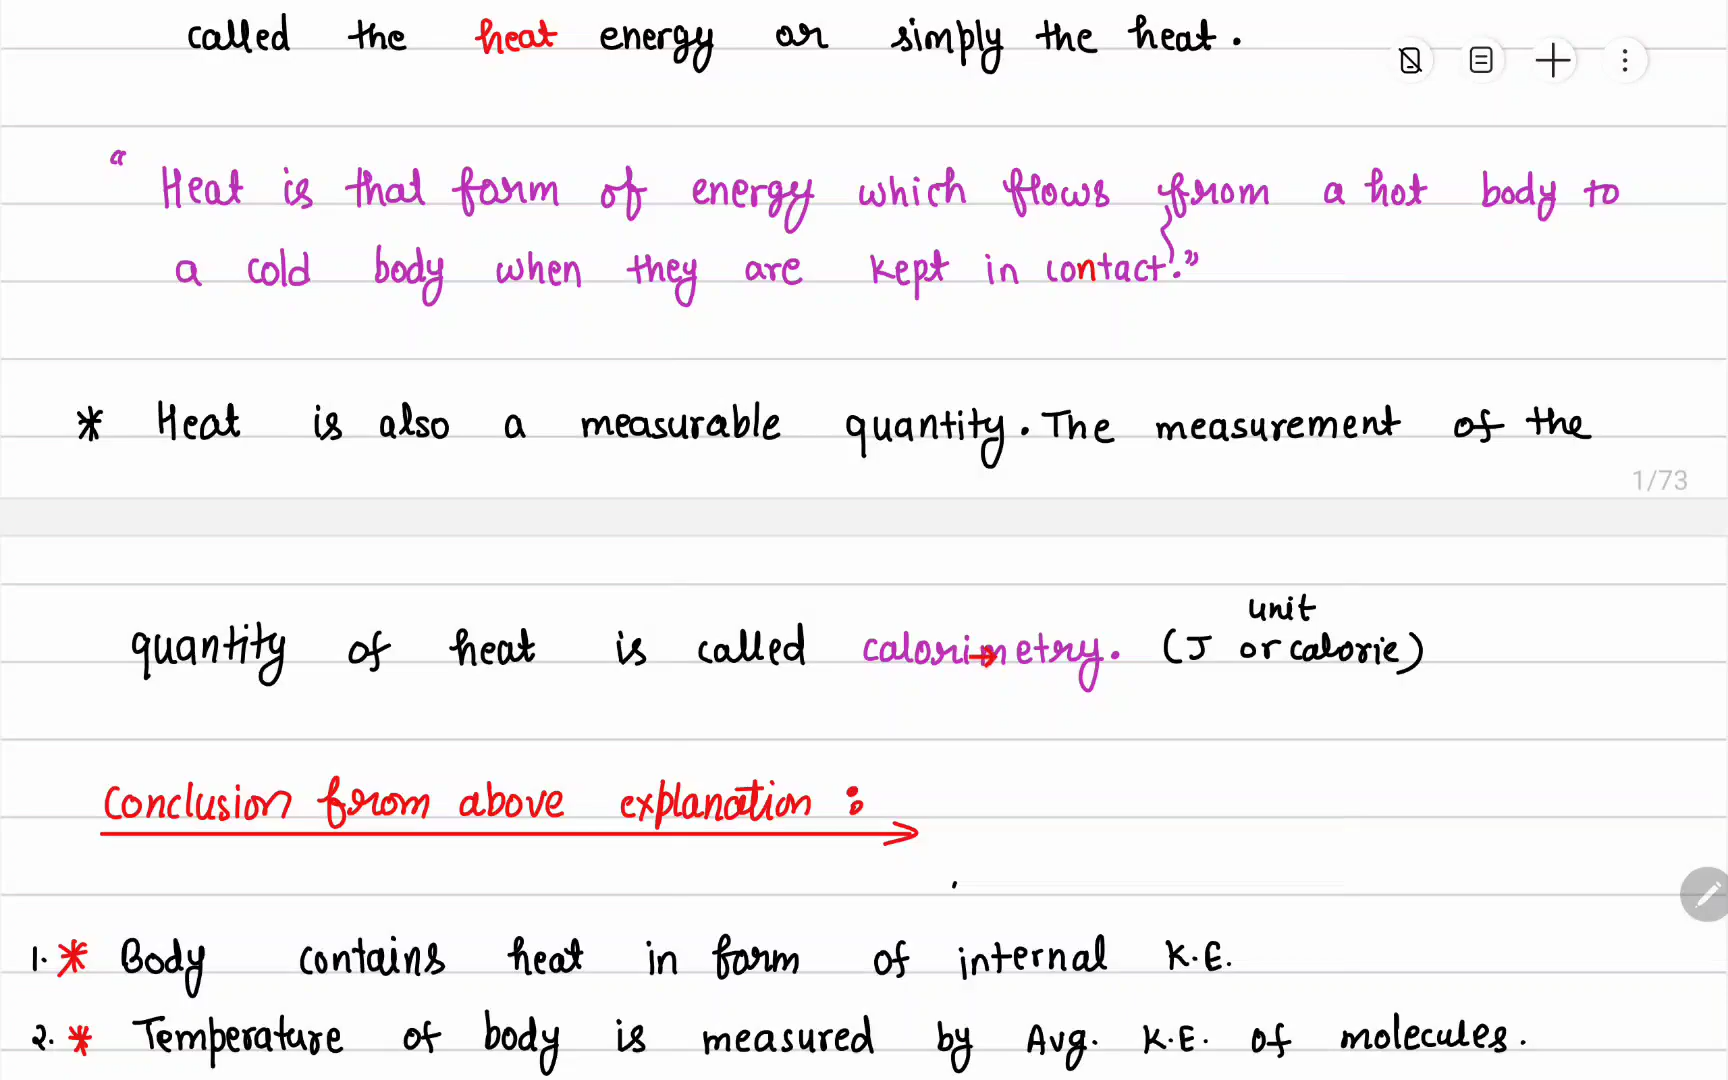 called the heat energy or simply the heat.
" Heat is that form of energy which flows from a hot body to
a cold body when they are kept in contact."
* Heat is also a measurable quantity. The measurement of the
1/73
unit
quantity of heat is called calorimetry. (J or calorie)
Conclusion from above explanation :
1. * Body contains heat in form of internal K.E.
2. * Temperature of body is measured by Avg. K.E. of molecules.